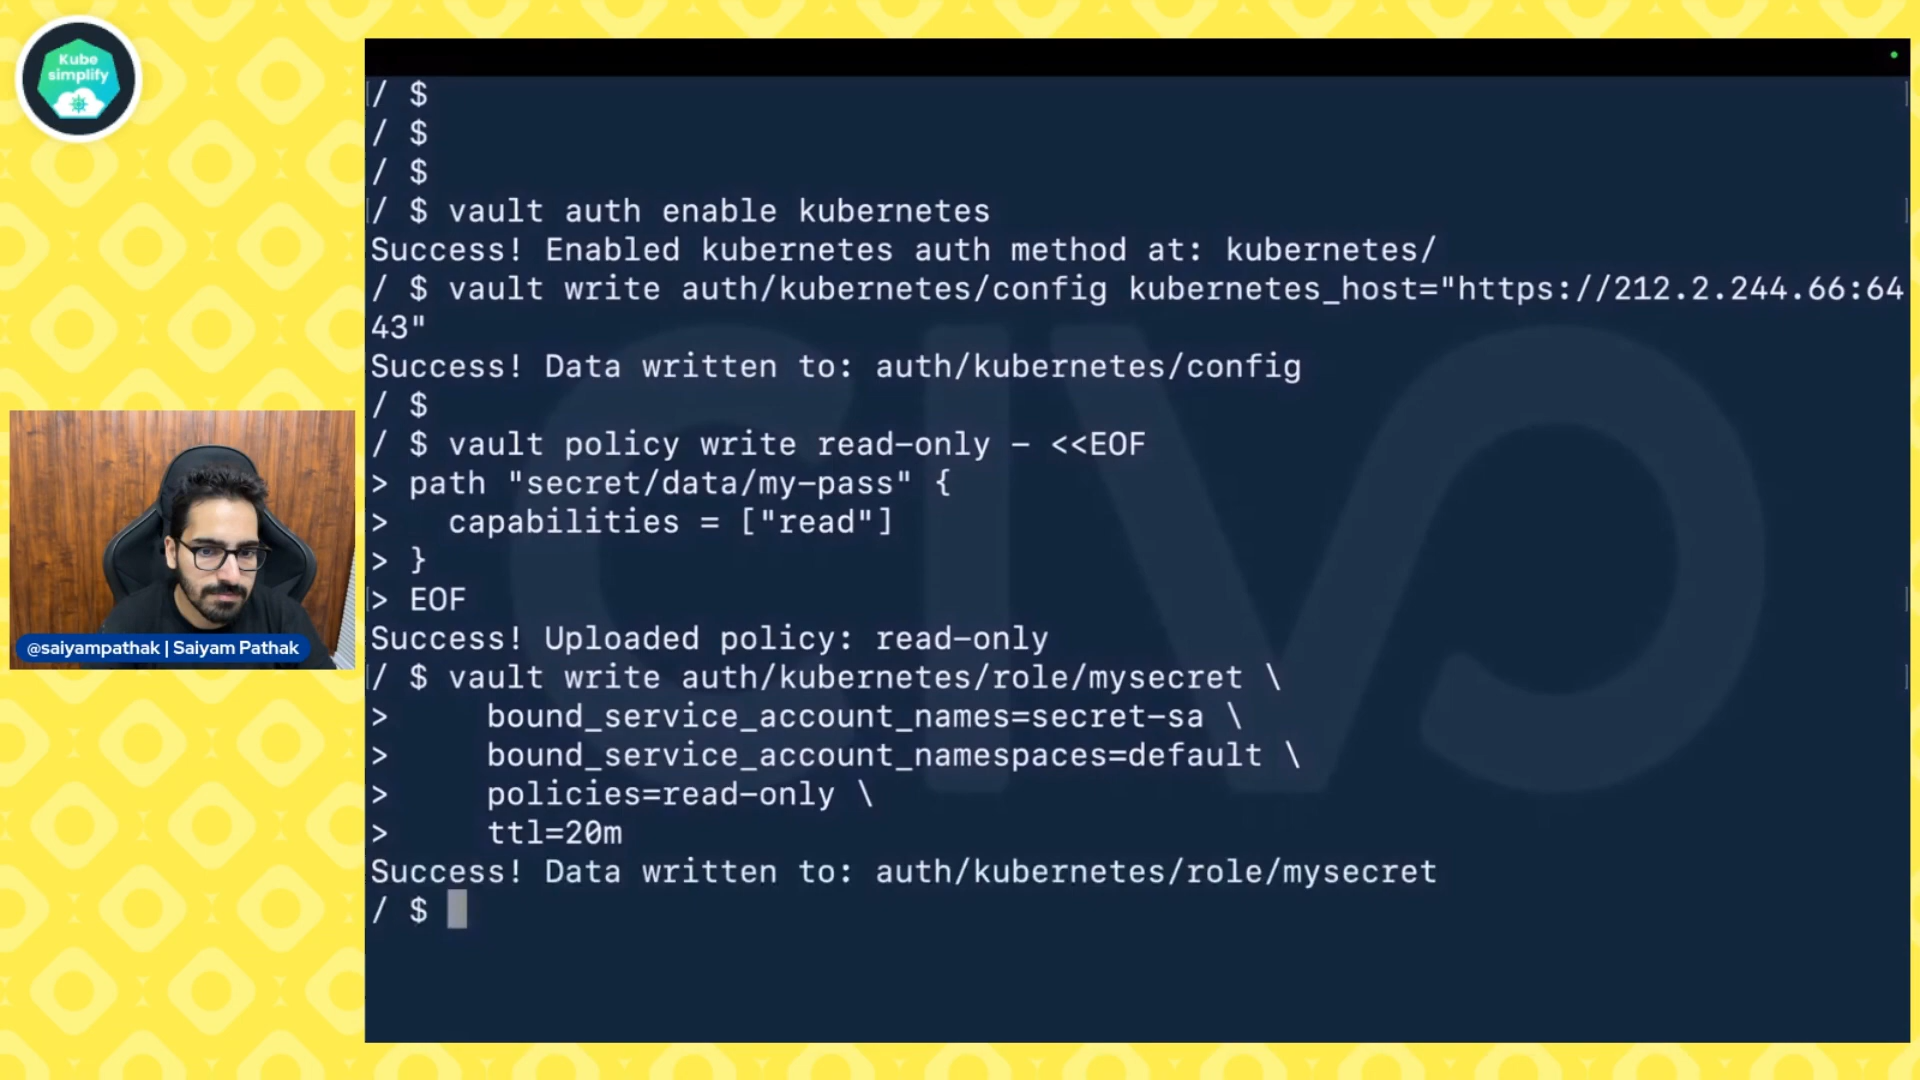 Kube
simplify
/ $
/ $
/ $
/ $ vault auth enable kubernetes
Success! Enabled kubernetes auth method at: kubernetes/
/ $ vault write auth/kubernetes/config kubernetes_host="https://212.2.244.66:64
43"
Success! Data written to: auth/kubernetes/config
/ $
/ $ vault policy write read-only - <<EOF
> path "secret/data/my-pass" {
>   capabilities = ["read"]
> }
> EOF
Success! Uploaded policy: read-only
/ $ vault write auth/kubernetes/role/mysecret \
>     bound_service_account_names=secret-sa \
>     bound_service_account_namespaces=default \
>     policies=read-only \
>     ttl=20m
Success! Data written to: auth/kubernetes/role/mysecret
/ $
CIVO
@saiyampathak | Saiyam Pathak